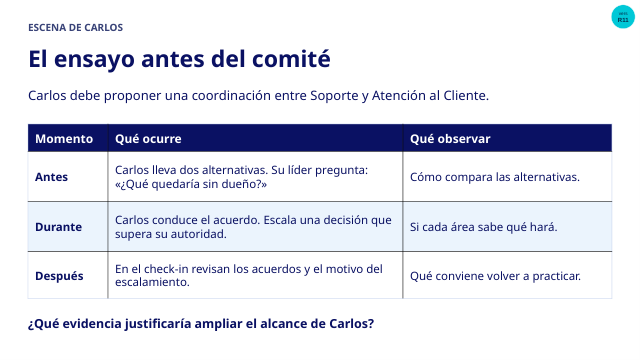 ESCENA DE CARLOS
R11
El ensayo antes del comité
Carlos debe proponer una coordinación entre Soporte y Atención al Cliente.
Momento
Qué ocurre
Qué observar
Antes
Carlos lleva dos alternativas. Su líder pregunta:
«¿Qué quedaría sin dueño?»
Cómo compara las alternativas.
Durante
Carlos conduce el acuerdo. Escala una decisión que
supera su autoridad.
Si cada área sabe qué hará.
Después
En el check-in revisan los acuerdos y el motivo del
escalamiento.
Qué conviene volver a practicar.
¿Qué evidencia justificaría ampliar el alcance de Carlos?